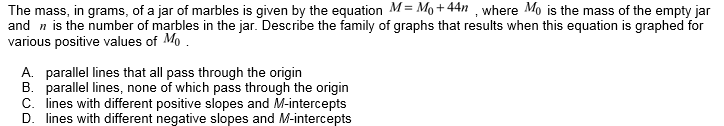 The mass, in grams, of a jar of marbles is given by the equation M = M₀ + 44n , where M₀ is the mass of the empty jar
and n is the number of marbles in the jar. Describe the family of graphs that results when this equation is graphed for
various positive values of M₀ .
A. parallel lines that all pass through the origin
B. parallel lines, none of which pass through the origin
C. lines with different positive slopes and M-intercepts
D. lines with different negative slopes and M-intercepts